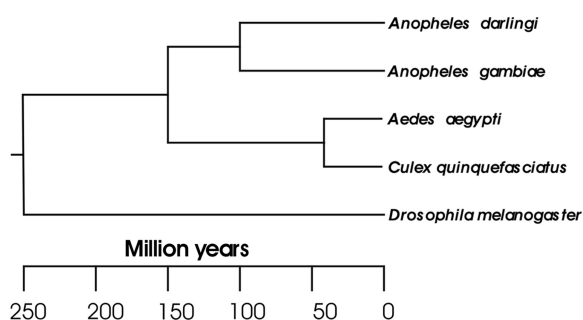 Anopheles darlingi
Anopheles gambiae
Aedes aegypti
Culex quinquefasciatus
Drosophila melanogaster
Million years
250 200 150 100 50 0